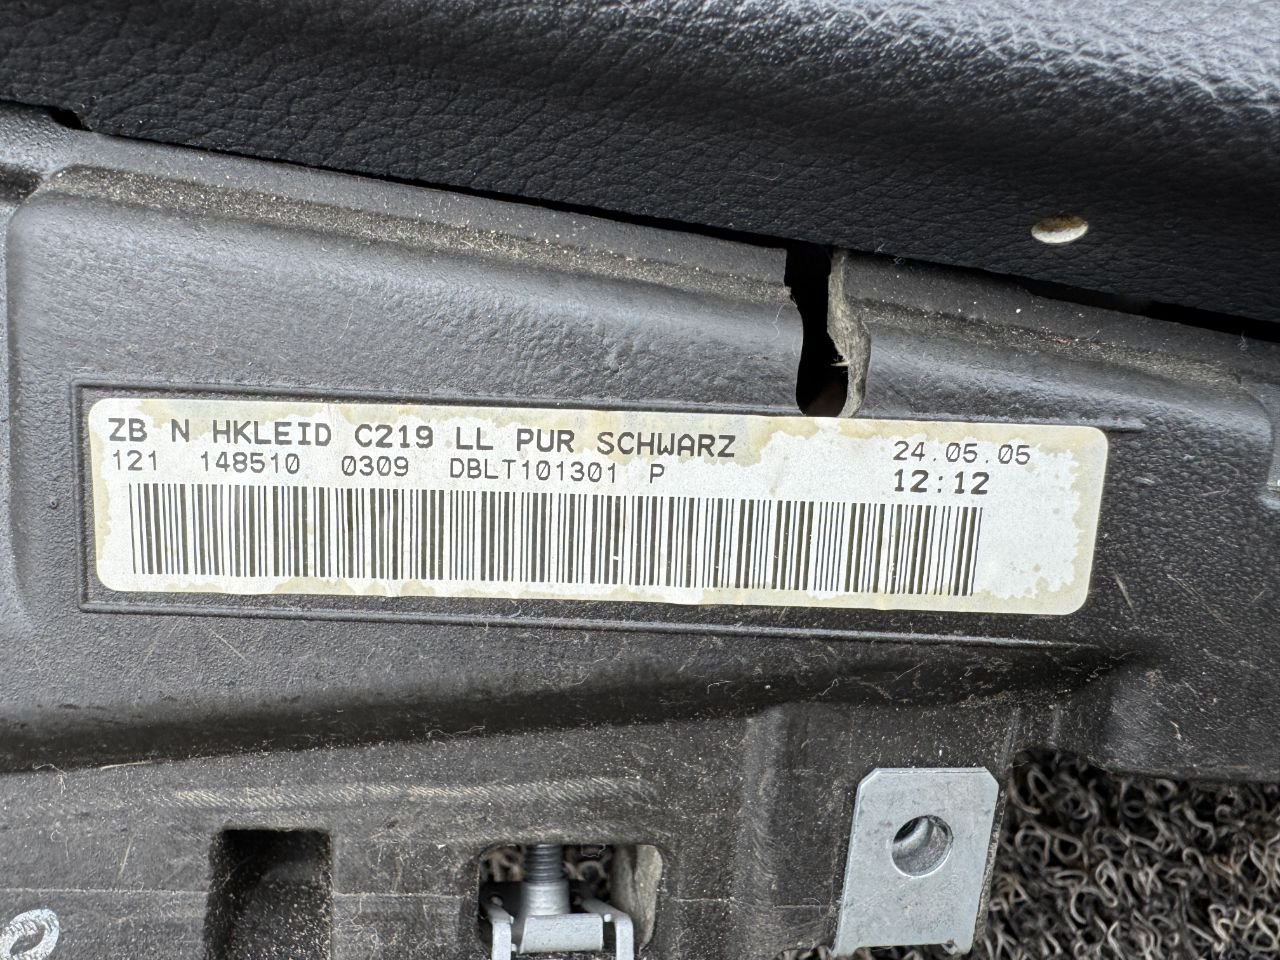 ZB N HKLEID C219 LL PUR SCHWARZ 24.05.05
121 148510 0309 DBLT101301 P 12:12